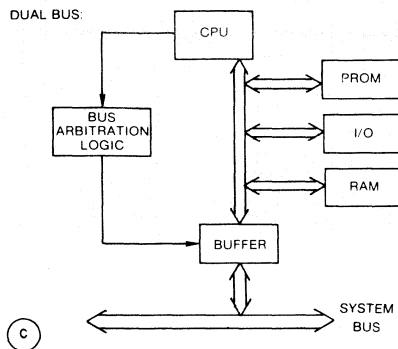 DUAL BUS:
CPU
PROM
BUS
ARBITRATION
LOGIC
I/O
RAM
BUFFER
SYSTEM
BUS
C